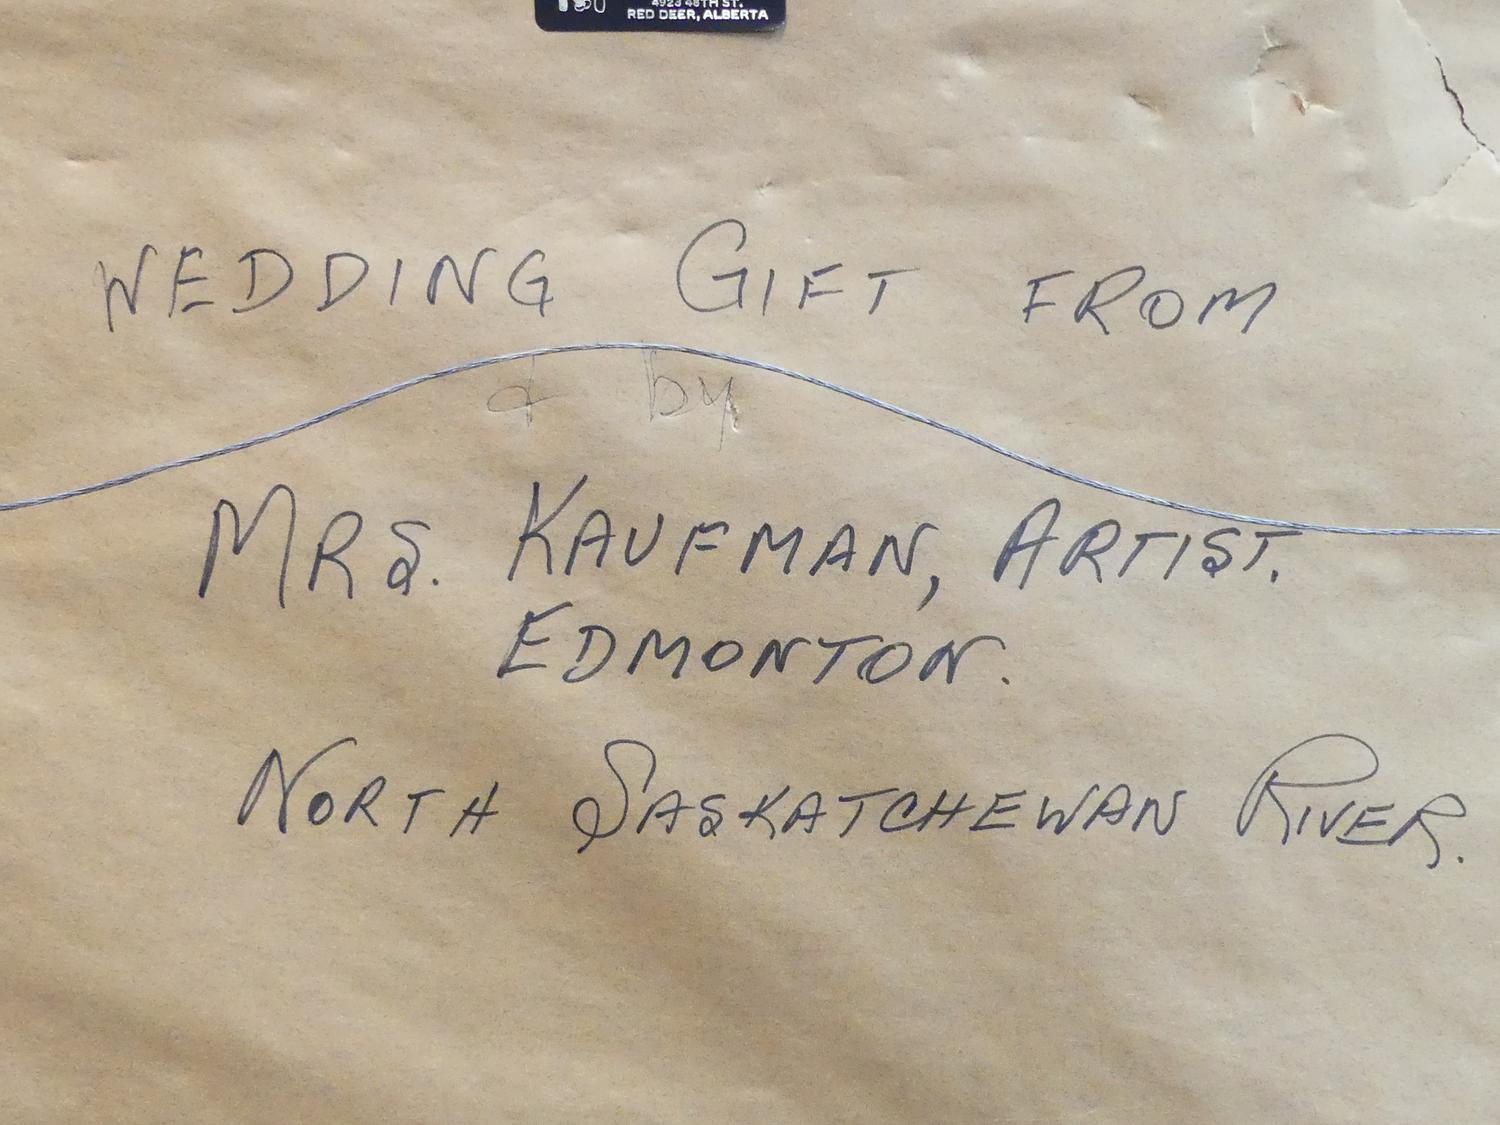 4923 48TH ST.
RED DEER, ALBERTA
WEDDING GIFT FROM
& by
MRS. KAUFMAN, ARTIST.
EDMONTON.
NORTH SASKATCHEWAN RIVER.